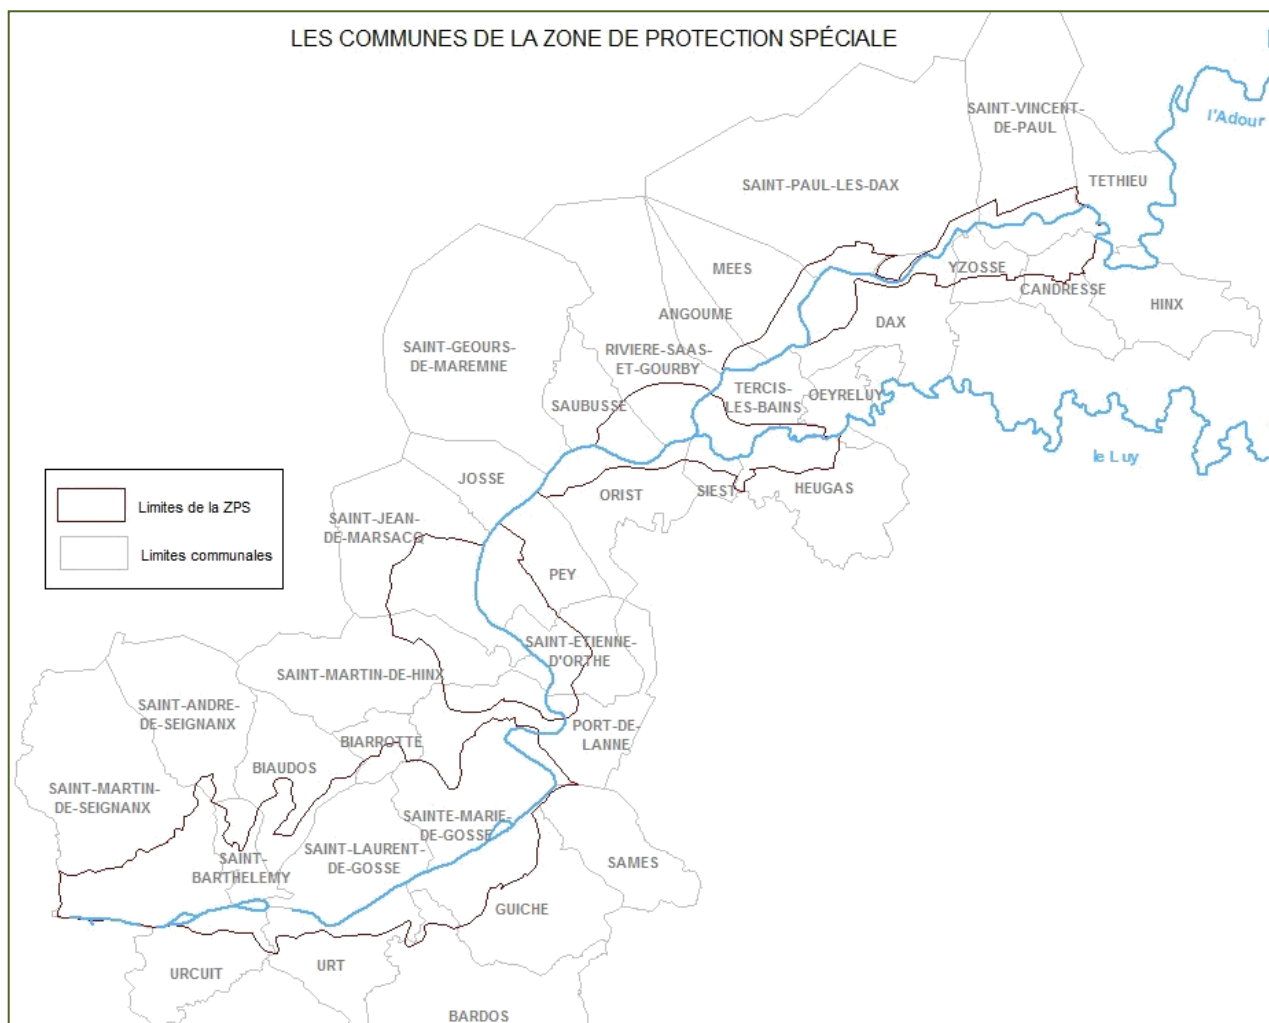 LES COMMUNES DE LA ZONE DE PROTECTION SPÉCIALE
SAINT-VINCENT-
DE-PAUL
l'Adour
SAINT-PAUL-LES-DAX
TETHIEU
MEES
YZOSSE
CANDRESSE
HINX
ANGOUME
DAX
SAINT-GEOURS-
DE-MAREMNE
RIVIERE-SAAS-
ET-GOURBY
TERCIS-
LES-BAINS
OEYRELUY
SAUBUSSE
le Luy
JOSSE
ORIST
SIEST
HEUGAS
Limites de la ZPS
Limites communales
SAINT-JEAN-
DE-MARSACQ
PEY
SAINT-ETIENNE-
D'ORTHE
SAINT-MARTIN-DE-HINX
SAINT-ANDRE-
DE-SEIGNANX
PORT-DE-
LANNE
BIARROTTE
BIAUDOS
SAINT-MARTIN-
DE-SEIGNANX
SAINTE-MARIE-
DE-GOSSE
SAINT-LAURENT-
DE-GOSSE
SAINT-
BARTHELEMY
SAMES
GUICHE
URCUIT
URT
BARDOS